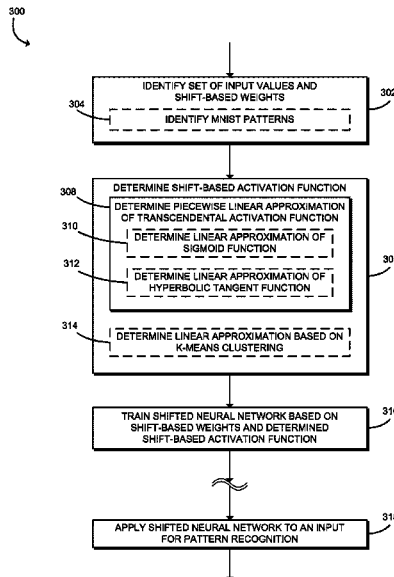 300
IDENTIFY SET OF INPUT VALUES AND
SHIFT-BASED WEIGHTS
302
304
IDENTIFY MNIST PATTERNS
DETERMINE SHIFT-BASED ACTIVATION FUNCTION
308
DETERMINE PIECEWISE LINEAR APPROXIMATION
OF TRANSCENDENTAL ACTIVATION FUNCTION
310
DETERMINE LINEAR APPROXIMATION OF
SIGMOID FUNCTION
312
DETERMINE LINEAR APPROXIMATION OF
HYPERBOLIC TANGENT FUNCTION
314
DETERMINE LINEAR APPROXIMATION BASED ON
K-MEANS CLUSTERING
TRAIN SHIFTED NEURAL NETWORK BASED ON
SHIFT-BASED WEIGHTS AND DETERMINED
SHIFT-BASED ACTIVATION FUNCTION
APPLY SHIFTED NEURAL NETWORK TO AN INPUT
FOR PATTERN RECOGNITION